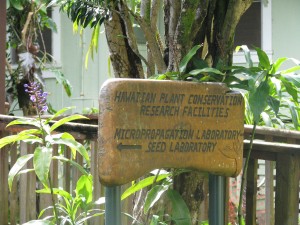 HAWAIIAN PLANT CONSERVATION
RESEARCH FACILITIES
MICROPROPAGATION LABORATORY
SEED LABORATORY